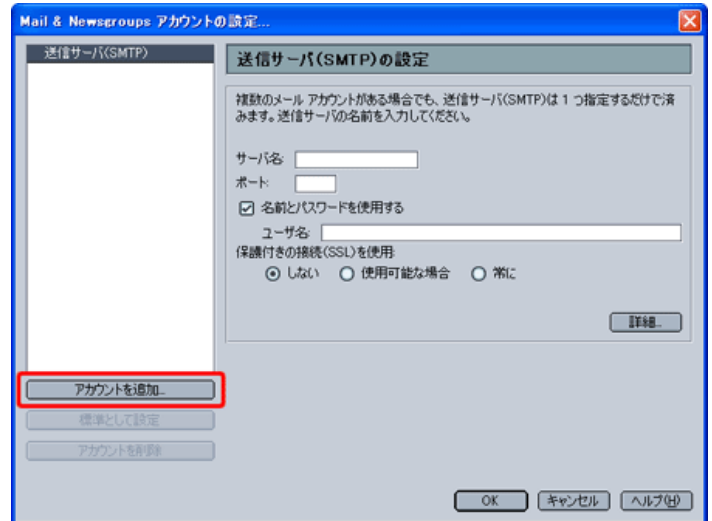 Mail & Newsgroups アカウントの設定...
送信サーバ(SMTP)
送信サーバ(SMTP)の設定
複数のメール アカウントがある場合でも、送信サーバ(SMTP)は 1 つ指定するだけで済
みます。送信サーバの名前を入力してください。
サーバ名:
ポート:
名前とパスワードを使用する
ユーザ名:
保護付きの接続(SSL)を使用:
しない 使用可能な場合 常に
詳細...
アカウントを追加...
標準として設定
アカウントを削除
OK キャンセル ヘルプ(H)